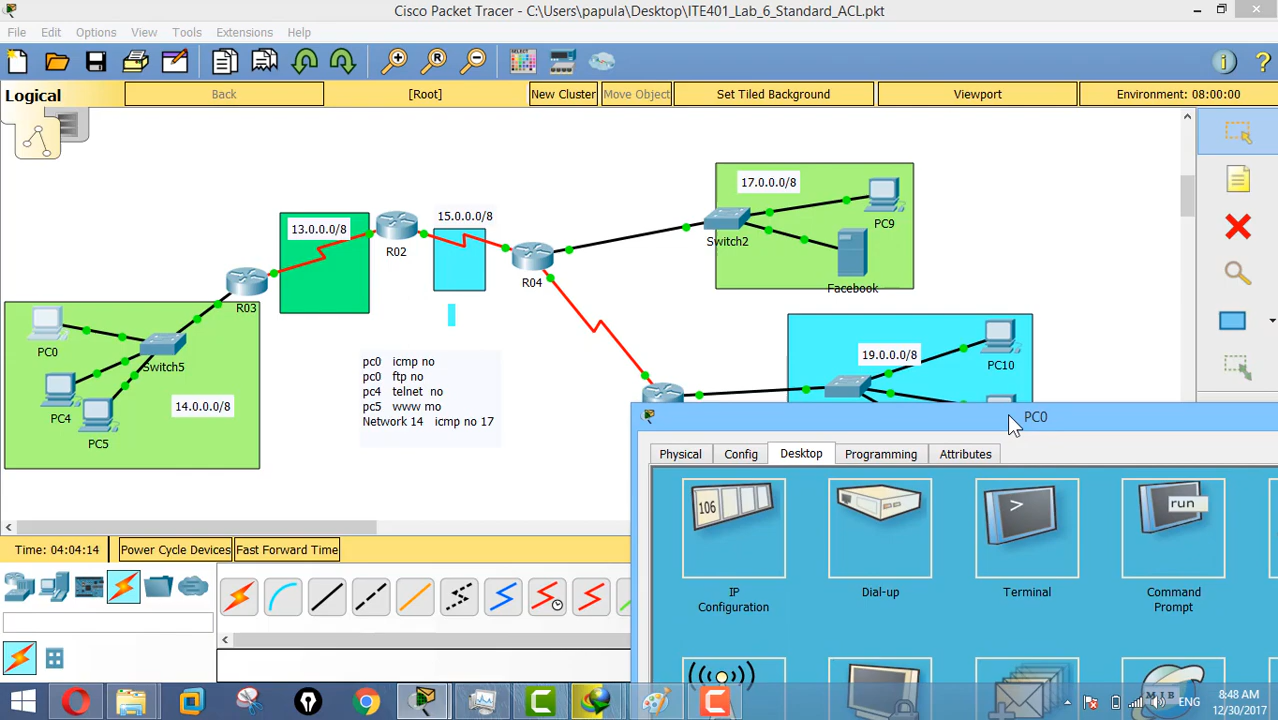 Cisco Packet Tracer - C:\Users\papula\Desktop\ITE401_Lab_6_Standard_ACL.pkt
File Edit Options View Tools Extensions Help
Logical Back [Root] New Cluster Move Object Set Tiled Background Viewport Environment: 08:00:00
17.0.0.0/8
PC9
Switch2
Facebook
15.0.0.0/8
13.0.0.0/8
R02
R04
R03
19.0.0.0/8
PC10
PC0
Switch5
PC4
14.0.0.0/8
PC5
pc0 icmp no
pc0 ftp no
pc4 telnet no
pc5 www mo
Network 14 icmp no 17
PC0
Physical Config Desktop Programming Attributes
106
>
run
IP Configuration
Dial-up
Terminal
Command Prompt
MIB
Time: 04:04:14 Power Cycle Devices Fast Forward Time
ENG
8:48 AM
12/30/2017